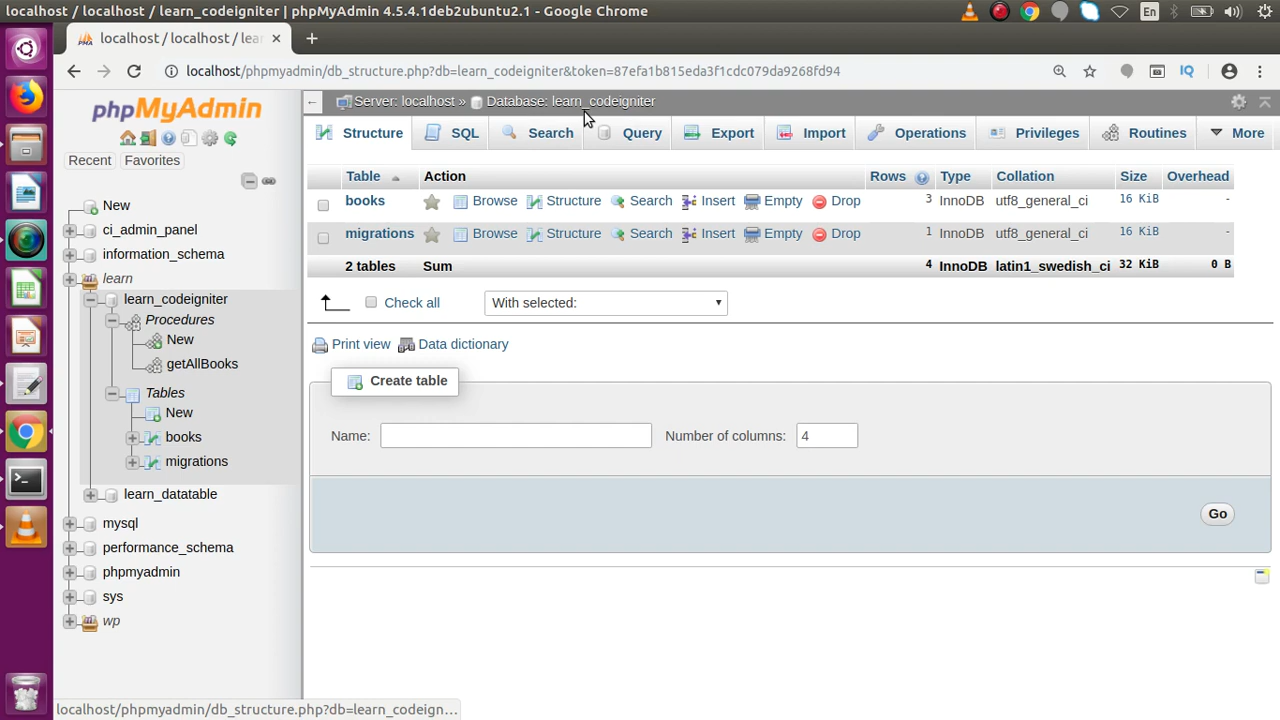 localhost / localhost / learn_codeigniter | phpMyAdmin 4.5.4.1deb2ubuntu2.1 - Google Chrome
En
localhost / localhost / lea
localhost/phpmyadmin/db_structure.php?db=learn_codeigniter&token=87efa1b815eda3f1cdc079da9268fd94
IQ
phpMyAdmin
Recent Favorites
New
ci_admin_panel
information_schema
learn
learn_codeigniter
Procedures
New
getAllBooks
Tables
New
books
migrations
learn_datatable
mysql
performance_schema
phpmyadmin
sys
wp
Server: localhost » Database: learn_codeigniter
Structure SQL Search Query Export Import Operations Privileges Routines More
Table Action Rows Type Collation Size Overhead
books Browse Structure Search Insert Empty Drop 3 InnoDB utf8_general_ci 16 KiB -
migrations Browse Structure Search Insert Empty Drop 1 InnoDB utf8_general_ci 16 KiB -
2 tables Sum 4 InnoDB latin1_swedish_ci 32 KiB 0 B
Check all With selected:
Print view Data dictionary
Create table
Name: Number of columns: 4
Go
localhost/phpmyadmin/db_structure.php?db=learn_codeign…